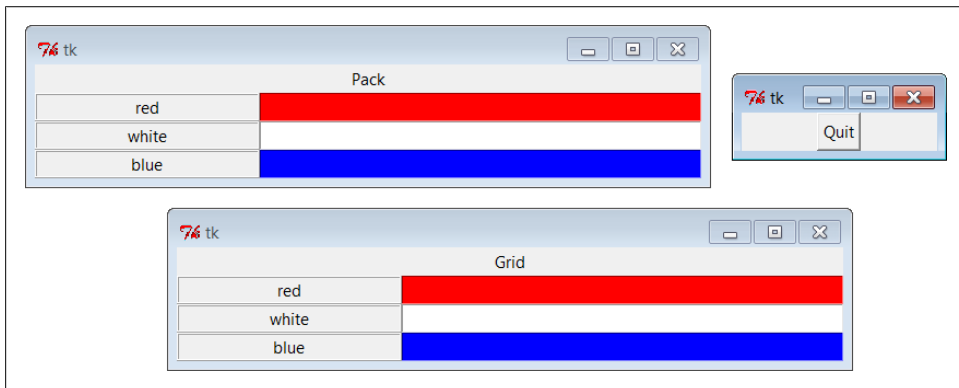 tk
Pack
red
white
blue
tk
Quit
tk
Grid
red
white
blue